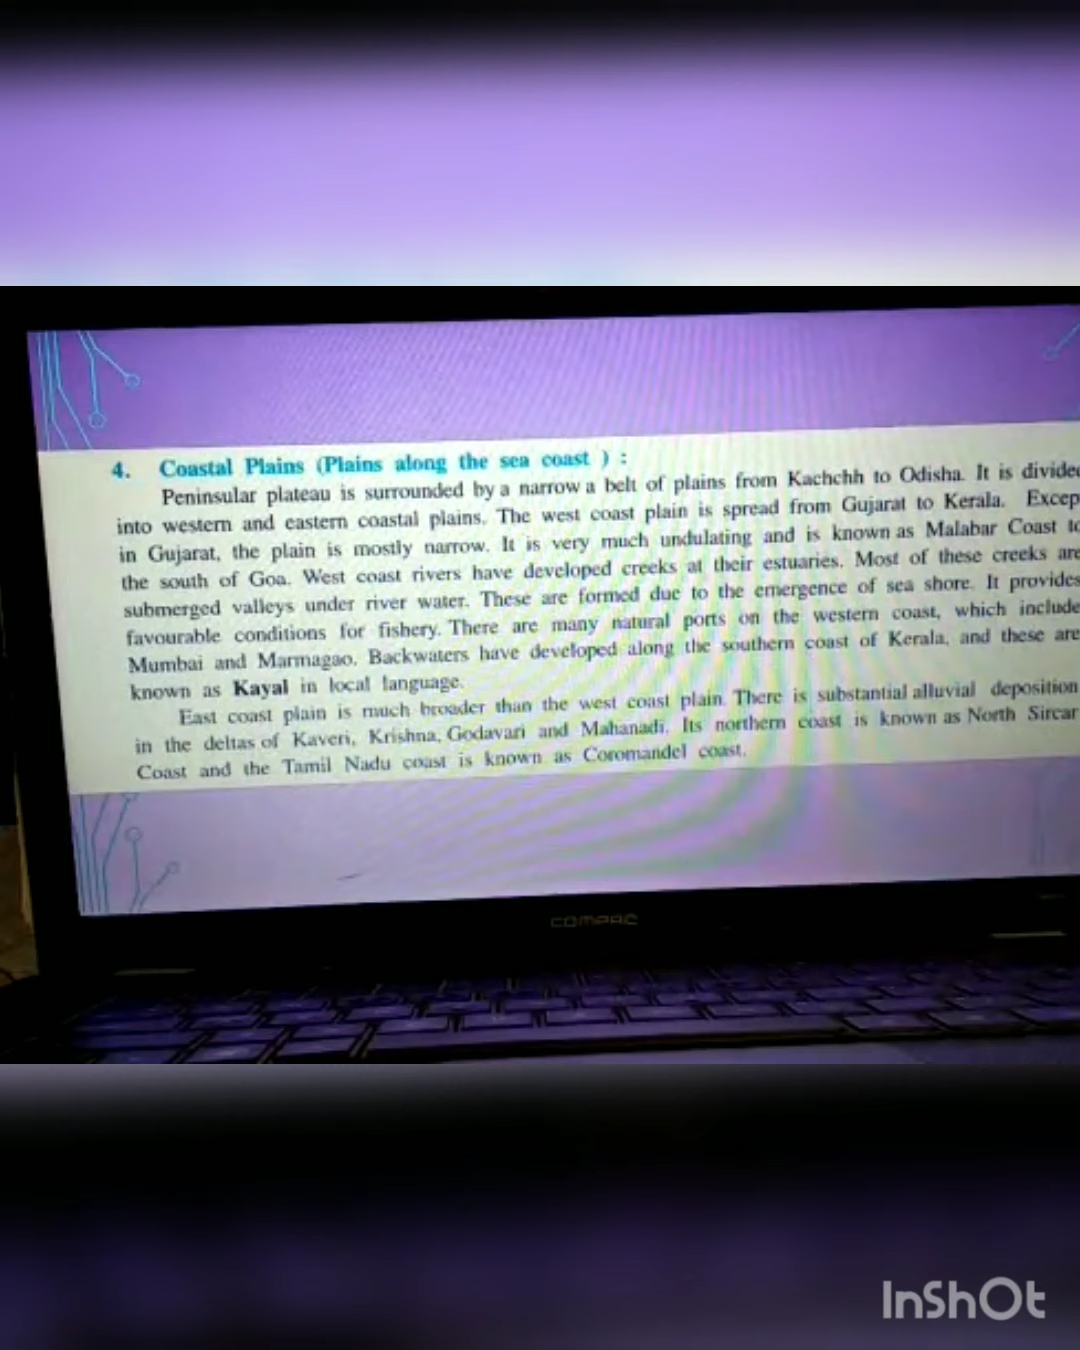 4. Coastal Plains (Plains along the sea coast ) :
Peninsular plateau is surrounded by a narrow a belt of plains from Kachchh to Odisha. It is divided
into western and eastern coastal plains. The west coast plain is spread from Gujarat to Kerala. Excep
in Gujarat, the plain is mostly narrow. It is very much undulating and is known as Malabar Coast to
the south of Goa. West coast rivers have developed creeks at their estuaries. Most of these creeks are
submerged valleys under river water. These are formed due to the emergence of sea shore. It provides
favourable conditions for fishery. There are many natural ports on the western coast, which include
Mumbai and Marmagao. Backwaters have developed along the southern coast of Kerala, and these are
known as Kayal in local language.
East coast plain is much broader than the west coast plain. There is substantial alluvial deposition
in the deltas of Kaveri, Krishna, Godavari and Mahanadi. Its northern coast is known as North Sircar
Coast and the Tamil Nadu coast is known as Coromandel coast.
COMPAQ
InShOt